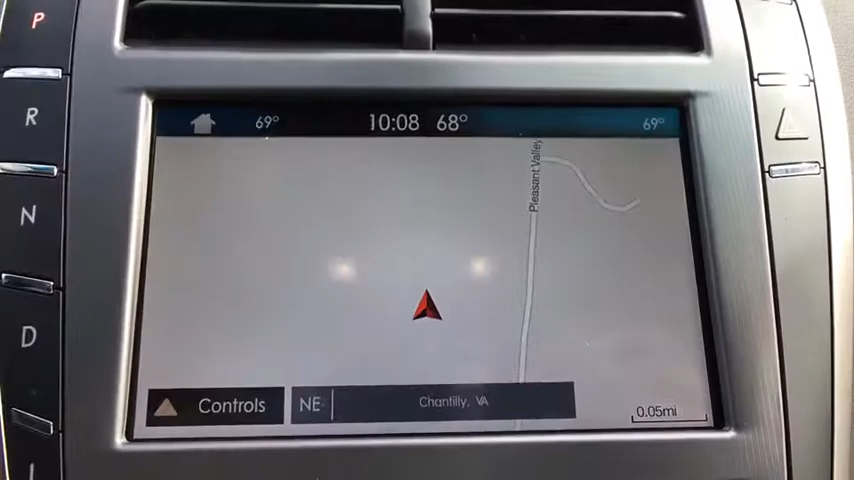 P
R
N
D
L
69° 10:08 68° 69°
Pleasant Valley
Controls
NE
Chantilly, VA
0.05mi